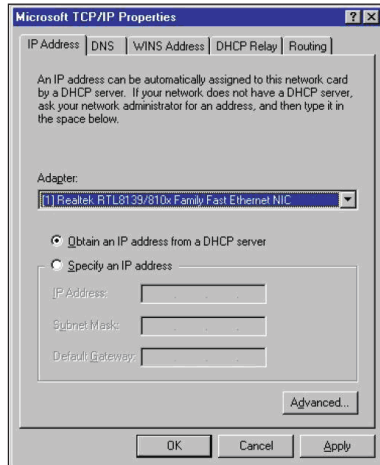 Microsoft TCP/IP Properties
IP Address DNS WINS Address DHCP Relay Routing
An IP address can be automatically assigned to this network card
by a DHCP server. If your network does not have a DHCP server,
ask your network administrator for an address, and then type it in
the space below.
Adapter:
[1] Realtek RTL8139/810x Family Fast Ethernet NIC
Obtain an IP address from a DHCP server
Specify an IP address
IP Address:
Subnet Mask:
Default Gateway:
Advanced...
OK Cancel Apply